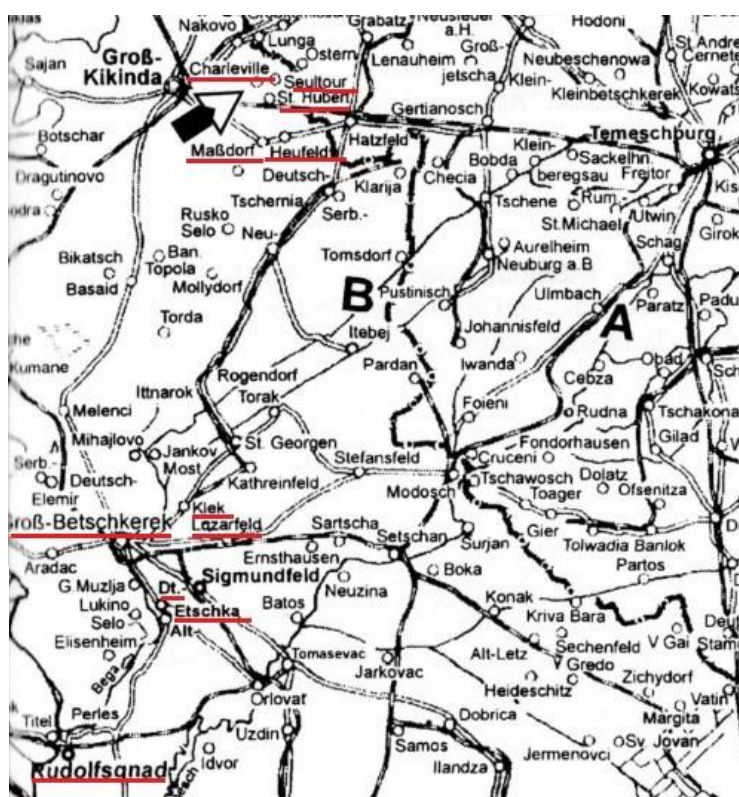 Nakovo
Lunga
Grabatz
Neusiedel
a.H.
Hodoni
Sajan
Groß-
Kikinda
Ostern
Lenauheim
Groß-
jetscha
Neubeschenowa
St.Andre
Cernete
Charleville
Seultour
Klein-
Kleinbetschkerek
Kowats
St. Hubert
Gertianosch
Temeschburg
Botschar
Maßdorf
Heufeld
Hatzfeld
Klein-
Bobda
beregsau
Sackelhn.
Freitor
Dragutinovo
Deutsch-
Klarija
Checia
Tschernia
Serb.-
Tschene
Rum.-
Utwin
Rusko
Selo
Neu-
St.Michael
Girok
Schag
Bikatsch
Ban.
Topola
Tomsdorf
Aurelheim
Neuburg a.B
Basaid
Mollydorf
B
Pustinisch
Ulmbach
A
Paratz
Padu
Torda
Itebej
Johannisfeld
Kumane
Iwanda
Obad
Rogendorf
Pardan
Cebza
Ittnarok
Torak
Melenci
Foieni
Rudna
Tschakona
Mihajlovo
Jankov
Most
St. Georgen
Fondorhausen
Gilad
Serb.-
Deutsch-
Elemir
Stefansfeld
Cruceni
Kathreinfeld
Modosch
Tschawosch
Dolatz
Toager
Ofsenitza
Klek
Groß-Betschkerek
Lazarfeld
Sartscha
Setschan
Gier
Surjan
Tolwadia
Banlok
Aradac
Ernsthausen
Partos
G.Muzlja
Dt.-
Sigmundfeld
Neuzina
Boka
Lukino
Selo
Etschka
Batos
Konak
Kriva Bara
Elisenheim
Alt-
Sechenfeld
V Gai
Stam
Tomasevac
Alt-Letz
Gredo
Bega
Jarkovac
Heideschitz
Zichydorf
Orlovat
Vatin
Titel
Perles
Dobrica
Margita
Uzdin
Samos
Jermenovci
Sv. Jovan
Rudolfsgnad
Idvor
Ilandza